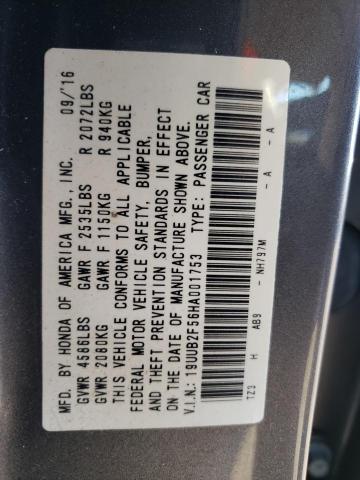 MFD. BY HONDA OF AMERICA MFG., INC. 09/'16
GVWR 4586LBS GAWR F 2535LBS R 2072LBS
GVWR 2080KG GAWR F 1150KG R 940KG
THIS VEHICLE CONFORMS TO ALL APPLICABLE
FEDERAL MOTOR VEHICLE SAFETY, BUMPER,
AND THEFT PREVENTION STANDARDS IN EFFECT
ON THE DATE OF MANUFACTURE SHOWN ABOVE.
V.I.N.: 19UUB2F56HA001753 TYPE: PASSENGER CAR
TZ3 H AB9 - NH797M - A - A